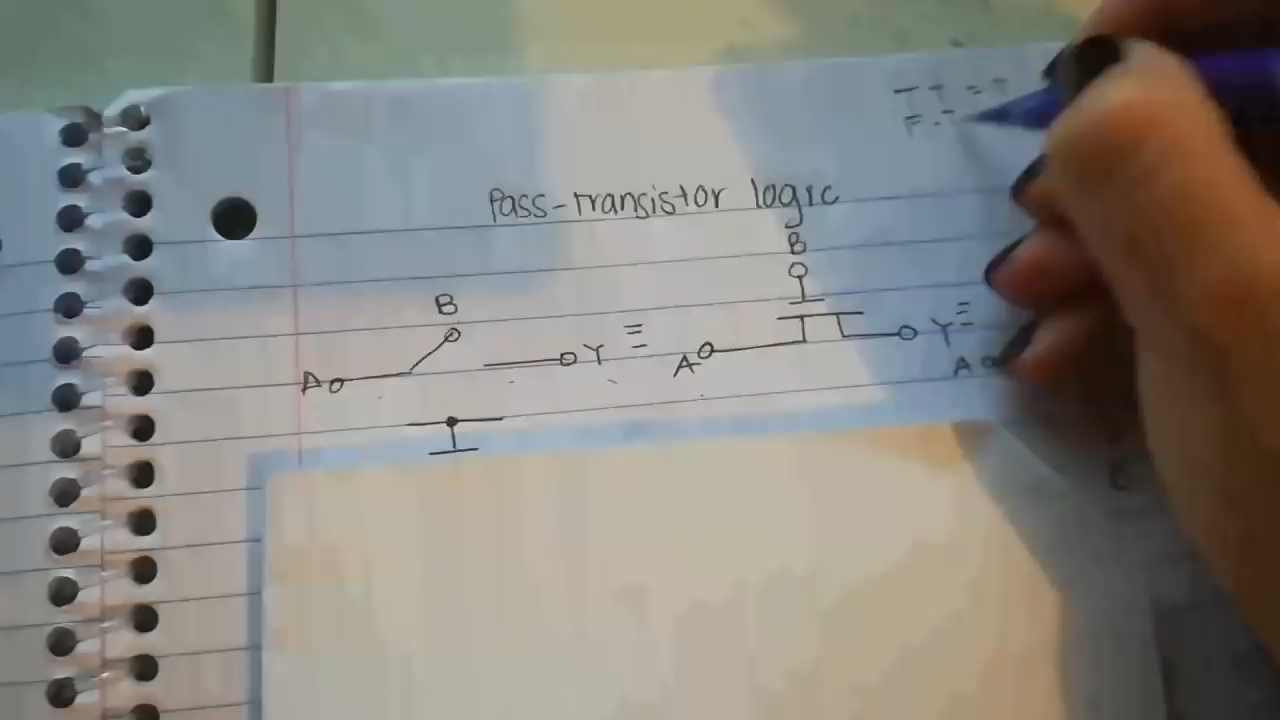 T T = T
F . T
Pass-transistor logic
B
B
A Y ≡ A Y ≡
A